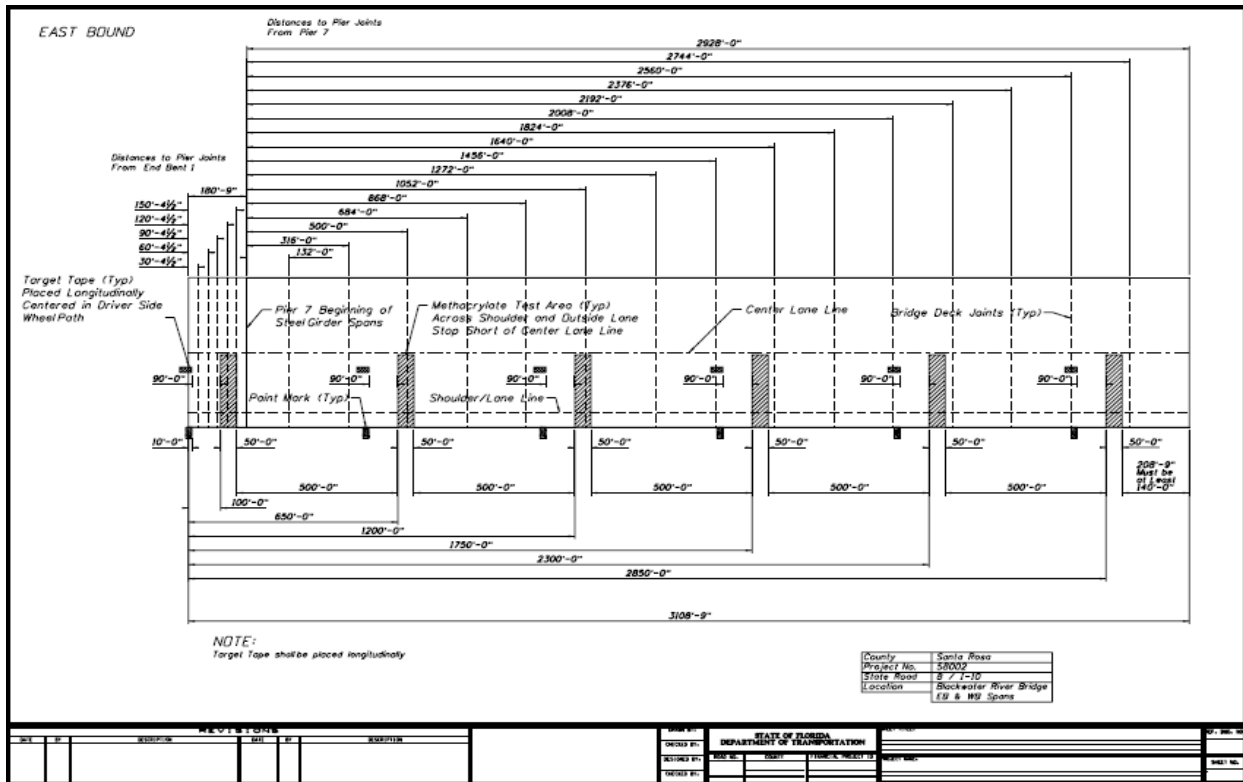 EAST BOUND
Distances to Pier Joints
From Pier 7
2928'-0"
2744'-0"
2560'-0"
2376'-0"
2192'-0"
2008'-0"
1824'-0"
1640'-0"
1456'-0"
1272'-0"
1052'-0"
868'-0"
684'-0"
500'-0"
316'-0"
132'-0"
Distances to Pier Joints
From End Bent 1
180'-9"
150'-4½"
120'-4½"
90'-4½"
60'-4½"
30'-4½"
Target Tape (Typ)
Placed Longitudinally
Centered in Driver Side
Wheel Path
Pier 7 Beginning of
Steel Girder Spans
Methacrylate Test Area (Typ)
Across Shoulder and Outside Lane
Stop Short of Center Lane Line
Center Lane Line
Bridge Deck Joints (Typ)
90'-0" 90'-0" 90'-0" 90'-0" 90'-0" 90'-0"
Paint Mark (Typ)
Shoulder/Lane Line
10'-0" 50'-0" 50'-0" 50'-0" 50'-0" 50'-0" 50'-0"
208'-9"
Must be
at Least
140'-0"
500'-0" 500'-0" 500'-0" 500'-0" 500'-0"
100'-0"
650'-0"
1200'-0"
1750'-0"
2300'-0"
2850'-0"
3108'-9"
NOTE:
Target Tape shall be placed longitudinally
County Santa Rosa
Project No. 58002
State Road 8 / I-10
Location Blackwater River Bridge
EB & WB Spans
REVISIONS
DATE BY DESCRIPTION DATE BY DESCRIPTION
DRAWN BY:
CHECKED BY:
DESIGNED BY:
CHECKED BY:
STATE OF FLORIDA
DEPARTMENT OF TRANSPORTATION
ROAD NO. COUNTY FINANCIAL PROJECT ID
PROJECT NAME:
SHEET NO.